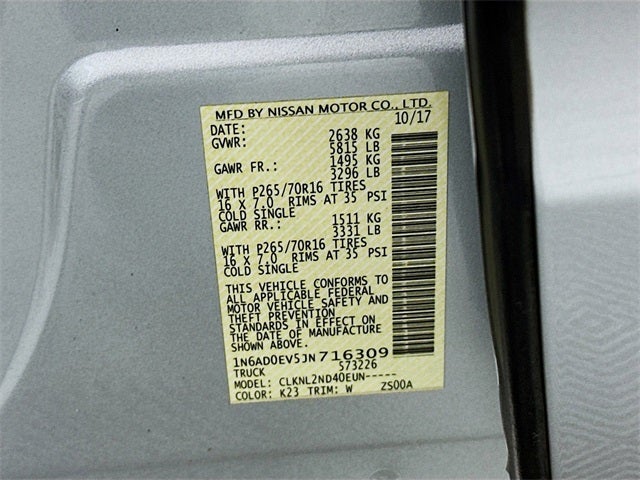 MFD BY NISSAN MOTOR CO., LTD.
DATE: 10/17
GVWR: 2638 KG
5815 LB
GAWR FR.: 1495 KG
3296 LB
WITH P265/70R16 TIRES
16 X 7.0 RIMS AT 35 PSI
COLD SINGLE
GAWR RR.: 1511 KG
3331 LB
WITH P265/70R16 TIRES
16 X 7.0 RIMS AT 35 PSI
COLD SINGLE
THIS VEHICLE CONFORMS TO
ALL APPLICABLE FEDERAL
MOTOR VEHICLE SAFETY AND
THEFT PREVENTION
STANDARDS IN EFFECT ON
THE DATE OF MANUFACTURE
SHOWN ABOVE.
1N6AD0EV5JN716309
TRUCK 573226
MODEL: CLKNL2ND40EUN-----
COLOR: K23 TRIM: W ZS00A